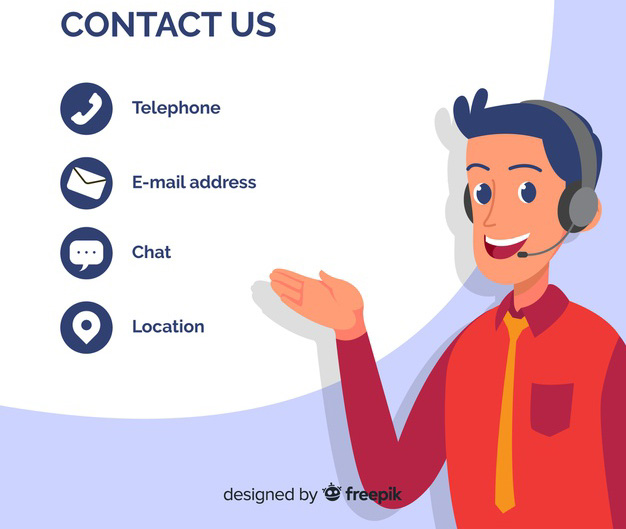 CONTACT US
Telephone
E-mail address
Chat
Location
designed by freepik